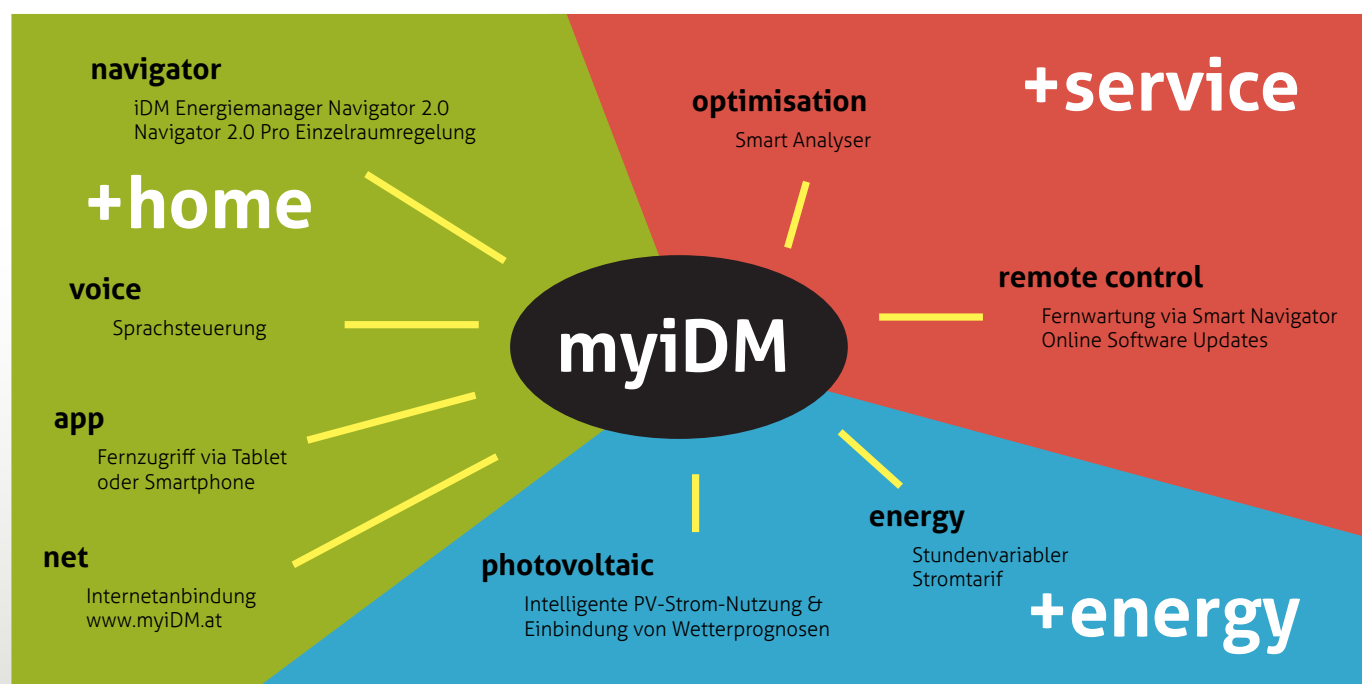 navigator
iDM Energiemanager Navigator 2.0
Navigator 2.0 Pro Einzelraumregelung
+home
voice
Sprachsteuerung
app
Fernzugriff via Tablet
oder Smartphone
net
Internetanbindung
www.myiDM.at
+service
optimisation
Smart Analyser
remote control
Fernwartung via Smart Navigator
Online Software Updates
myiDM
energy
Stundenvariabler
Stromtarif
photovoltaic
Intelligente PV-Strom-Nutzung &
Einbindung von Wetterprognosen
+energy